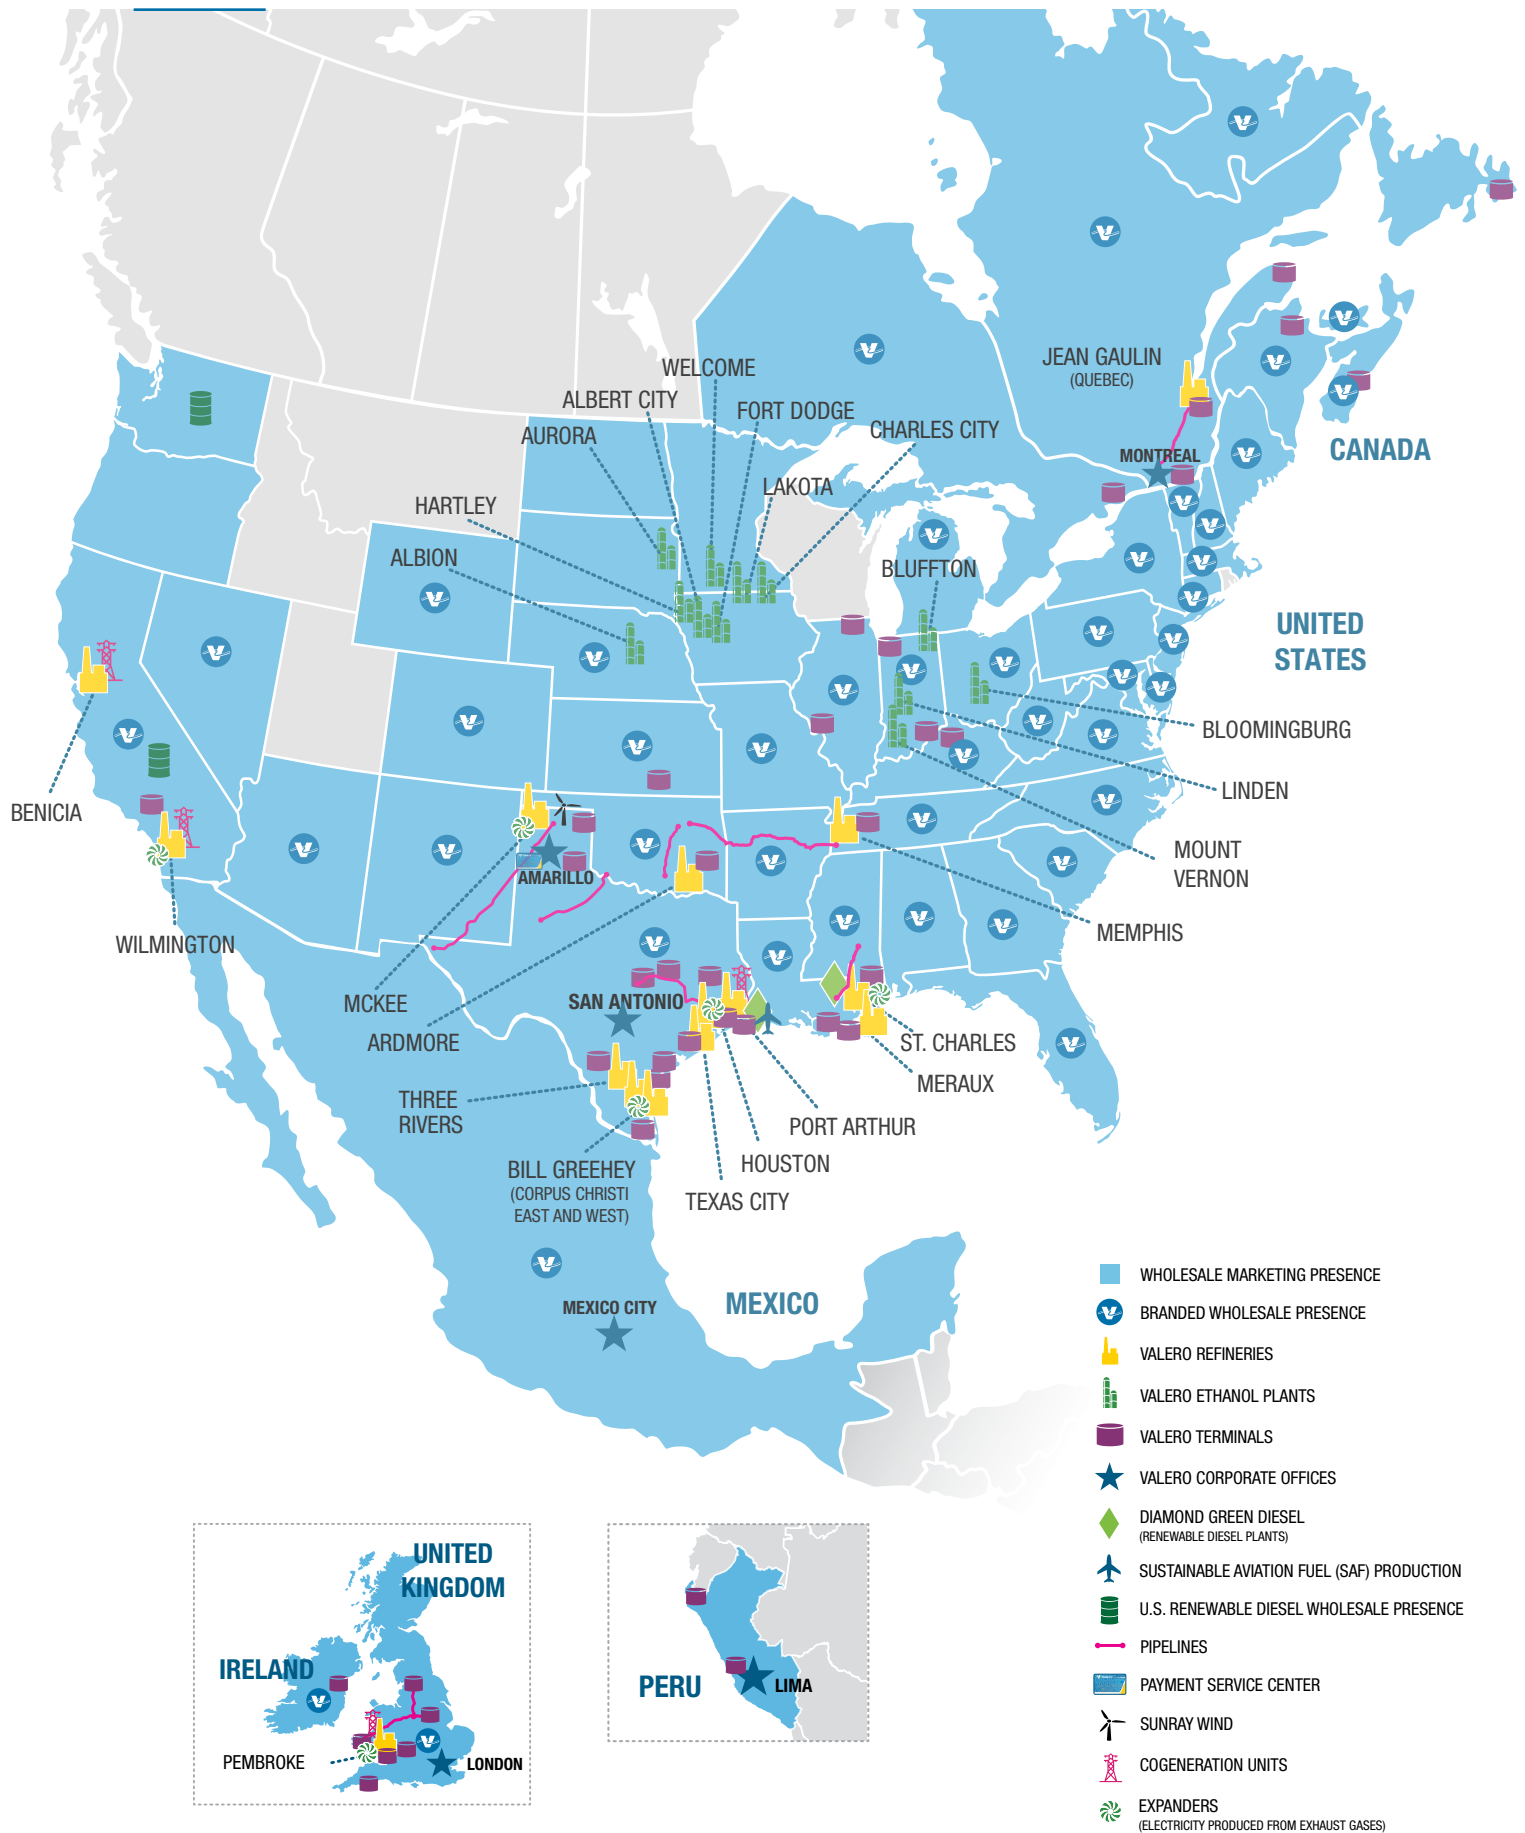 WELCOME
JEAN GAULIN
(QUEBEC)
ALBERT CITY
FORT DODGE
AURORA
CHARLES CITY
CANADA
MONTREAL
LAKOTA
HARTLEY
ALBION
BLUFFTON
UNITED
STATES
BLOOMINGBURG
LINDEN
BENICIA
MOUNT
VERNON
AMARILLO
MEMPHIS
WILMINGTON
MCKEE
SAN ANTONIO
ARDMORE
ST. CHARLES
MERAUX
THREE
RIVERS
PORT ARTHUR
HOUSTON
BILL GREEHEY
(CORPUS CHRISTI
EAST AND WEST)
TEXAS CITY
MEXICO
MEXICO CITY
WHOLESALE MARKETING PRESENCE
BRANDED WHOLESALE PRESENCE
VALERO REFINERIES
VALERO ETHANOL PLANTS
VALERO TERMINALS
VALERO CORPORATE OFFICES
DIAMOND GREEN DIESEL
(RENEWABLE DIESEL PLANTS)
SUSTAINABLE AVIATION FUEL (SAF) PRODUCTION
U.S. RENEWABLE DIESEL WHOLESALE PRESENCE
PIPELINES
PAYMENT SERVICE CENTER
SUNRAY WIND
COGENERATION UNITS
EXPANDERS
(ELECTRICITY PRODUCED FROM EXHAUST GASES)
UNITED
KINGDOM
IRELAND
PEMBROKE
LONDON
PERU
LIMA